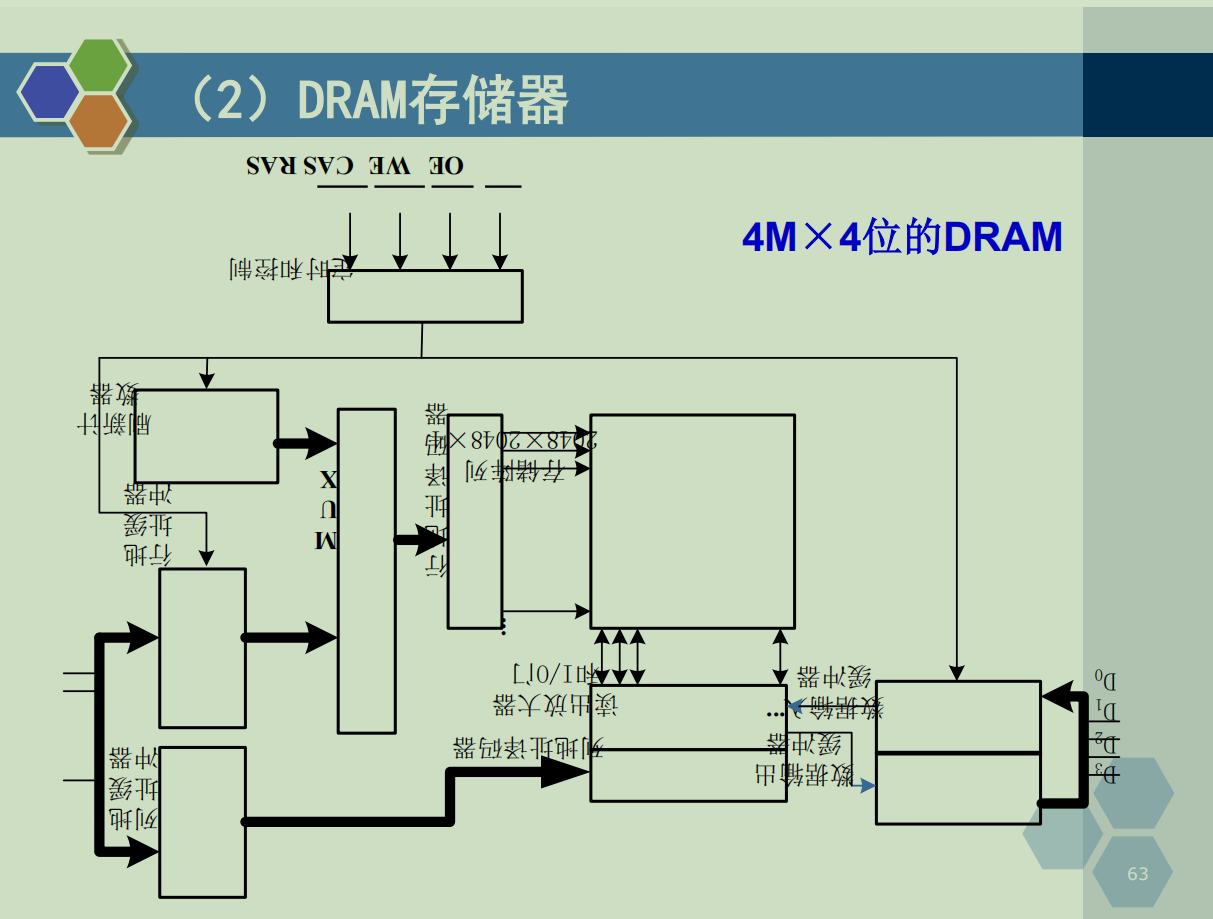 （2）DRAM存储器
RAS CAS WE OE
4M×4位的DRAM
定时和控制
刷新计
数器
行地
址缓
冲器
列地
址缓
冲器
M
U
X
行
地
址
译
码
器
2048×2048×4
存储阵列
…
读出放大器
和I/O门
…
列地址译码器
数据输入
缓冲器
数据输出
缓冲器
D0
D1
D2
D3
63